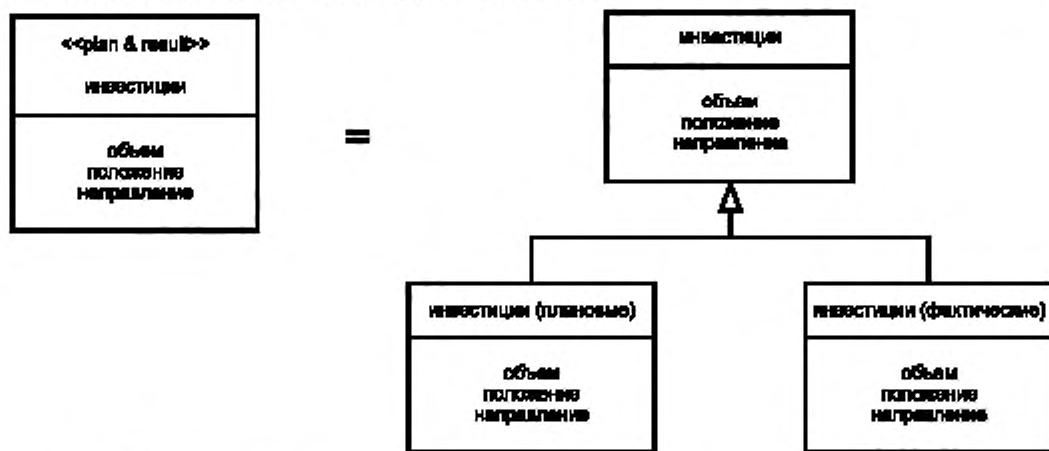 <<plan & result>>
инвестиции
объем
положение
направление
=
инвестиции
объем
положение
направление
инвестиции (плановые)
объем
положение
направление
инвестиции (фактические)
объем
положение
направление